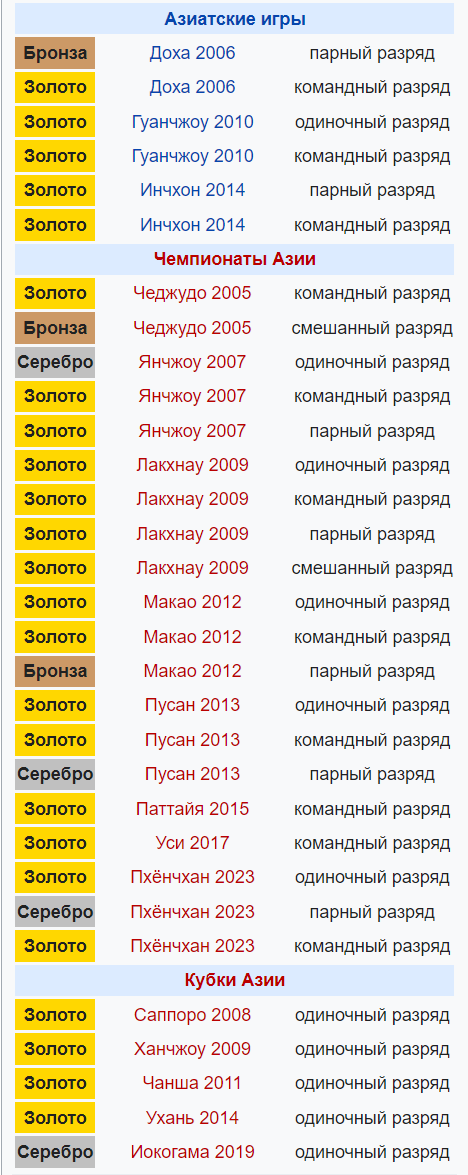 Азиатские игры
Бронза Доха 2006 парный разряд
Золото Доха 2006 командный разряд
Золото Гуанчжоу 2010 одиночный разряд
Золото Гуанчжоу 2010 командный разряд
Золото Инчхон 2014 парный разряд
Золото Инчхон 2014 командный разряд
Чемпионаты Азии
Золото Чеджудо 2005 командный разряд
Бронза Чеджудо 2005 смешанный разряд
Серебро Янчжоу 2007 одиночный разряд
Золото Янчжоу 2007 командный разряд
Золото Янчжоу 2007 парный разряд
Золото Лакхнау 2009 одиночный разряд
Золото Лакхнау 2009 командный разряд
Золото Лакхнау 2009 парный разряд
Золото Лакхнау 2009 смешанный разряд
Золото Макао 2012 одиночный разряд
Золото Макао 2012 командный разряд
Бронза Макао 2012 парный разряд
Золото Пусан 2013 одиночный разряд
Золото Пусан 2013 командный разряд
Серебро Пусан 2013 парный разряд
Золото Паттайя 2015 командный разряд
Золото Уси 2017 командный разряд
Золото Пхёнчхан 2023 одиночный разряд
Серебро Пхёнчхан 2023 парный разряд
Золото Пхёнчхан 2023 командный разряд
Кубки Азии
Золото Саппоро 2008 одиночный разряд
Золото Ханчжоу 2009 одиночный разряд
Золото Чанша 2011 одиночный разряд
Золото Ухань 2014 одиночный разряд
Серебро Иокогама 2019 одиночный разряд